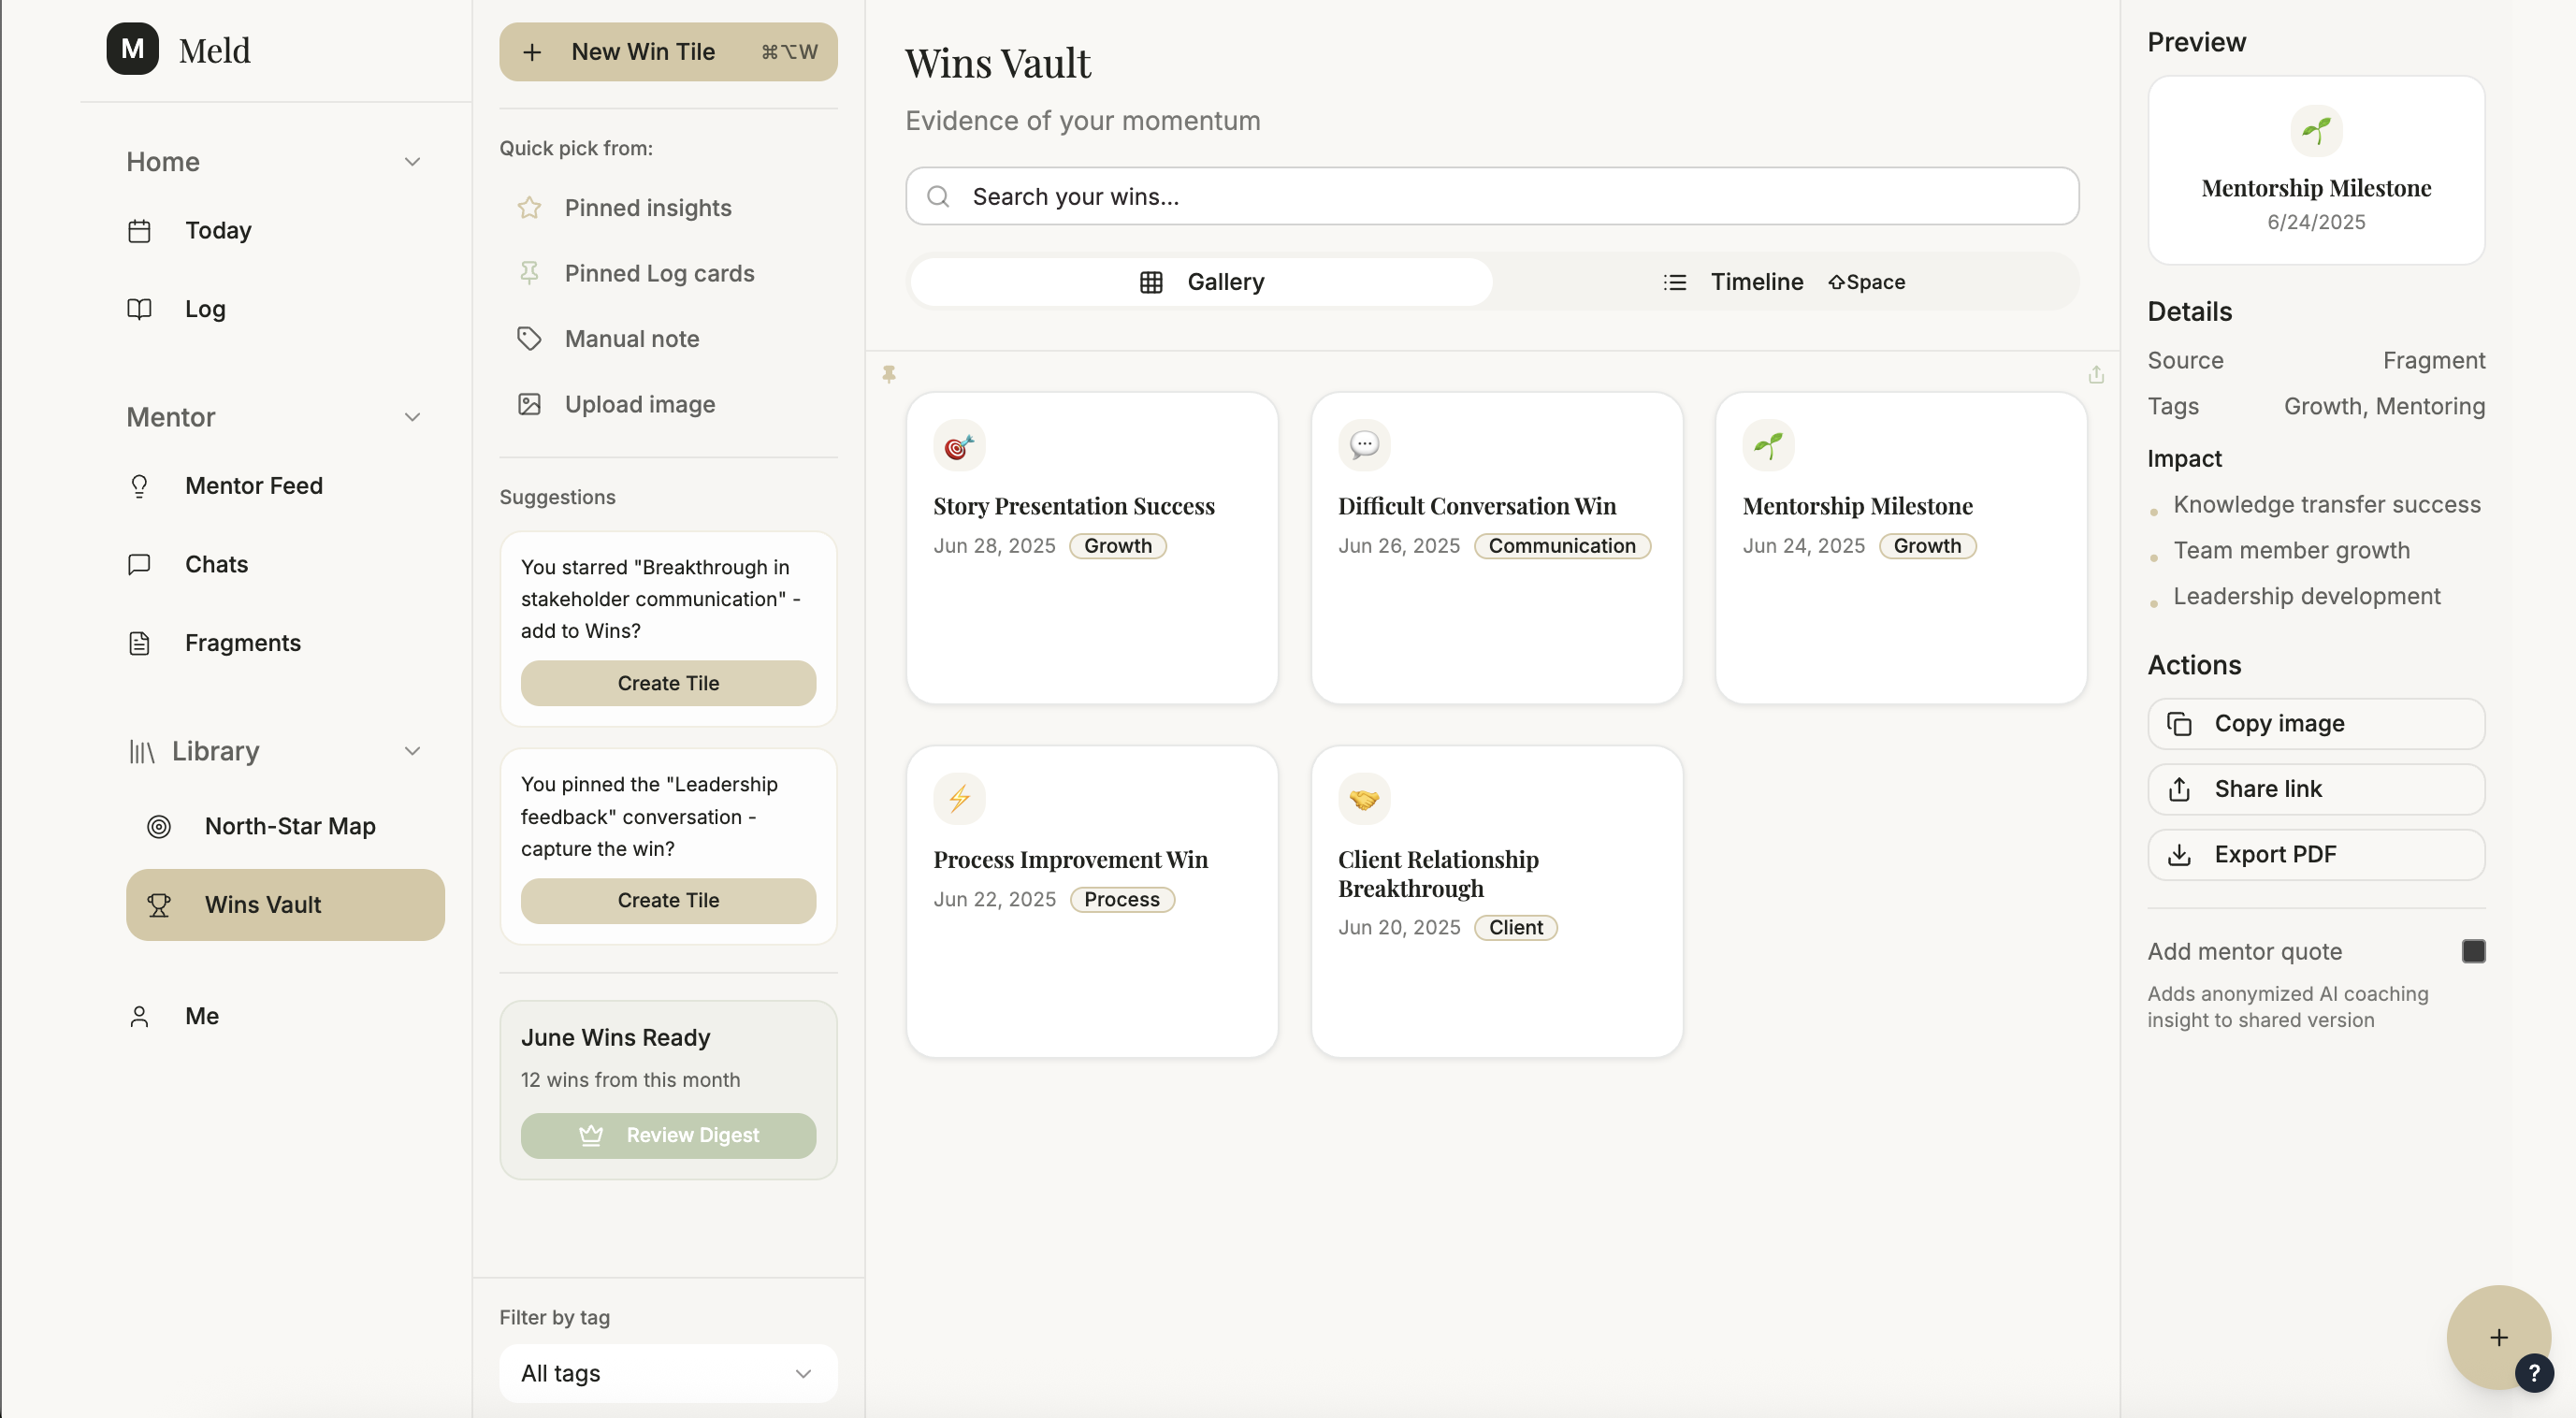 M Meld
Home
Today
Log
Mentor
Mentor Feed
Chats
Fragments
Library
North-Star Map
Wins Vault
Me
+ New Win Tile ⌘⌥W
Quick pick from:
Pinned insights
Pinned Log cards
Manual note
Upload image
Suggestions
You starred "Breakthrough in
stakeholder communication" -
add to Wins?
Create Tile
You pinned the "Leadership
feedback" conversation -
capture the win?
Create Tile
June Wins Ready
12 wins from this month
Review Digest
Filter by tag
All tags
Wins Vault
Evidence of your momentum
Search your wins...
Gallery
Timeline ⇧Space
Story Presentation Success
Jun 28, 2025 Growth
Difficult Conversation Win
Jun 26, 2025 Communication
Mentorship Milestone
Jun 24, 2025 Growth
Process Improvement Win
Jun 22, 2025 Process
Client Relationship
Breakthrough
Jun 20, 2025 Client
Preview
Mentorship Milestone
6/24/2025
Details
Source Fragment
Tags Growth, Mentoring
Impact
Knowledge transfer success
Team member growth
Leadership development
Actions
Copy image
Share link
Export PDF
Add mentor quote
Adds anonymized AI coaching
insight to shared version
+
?